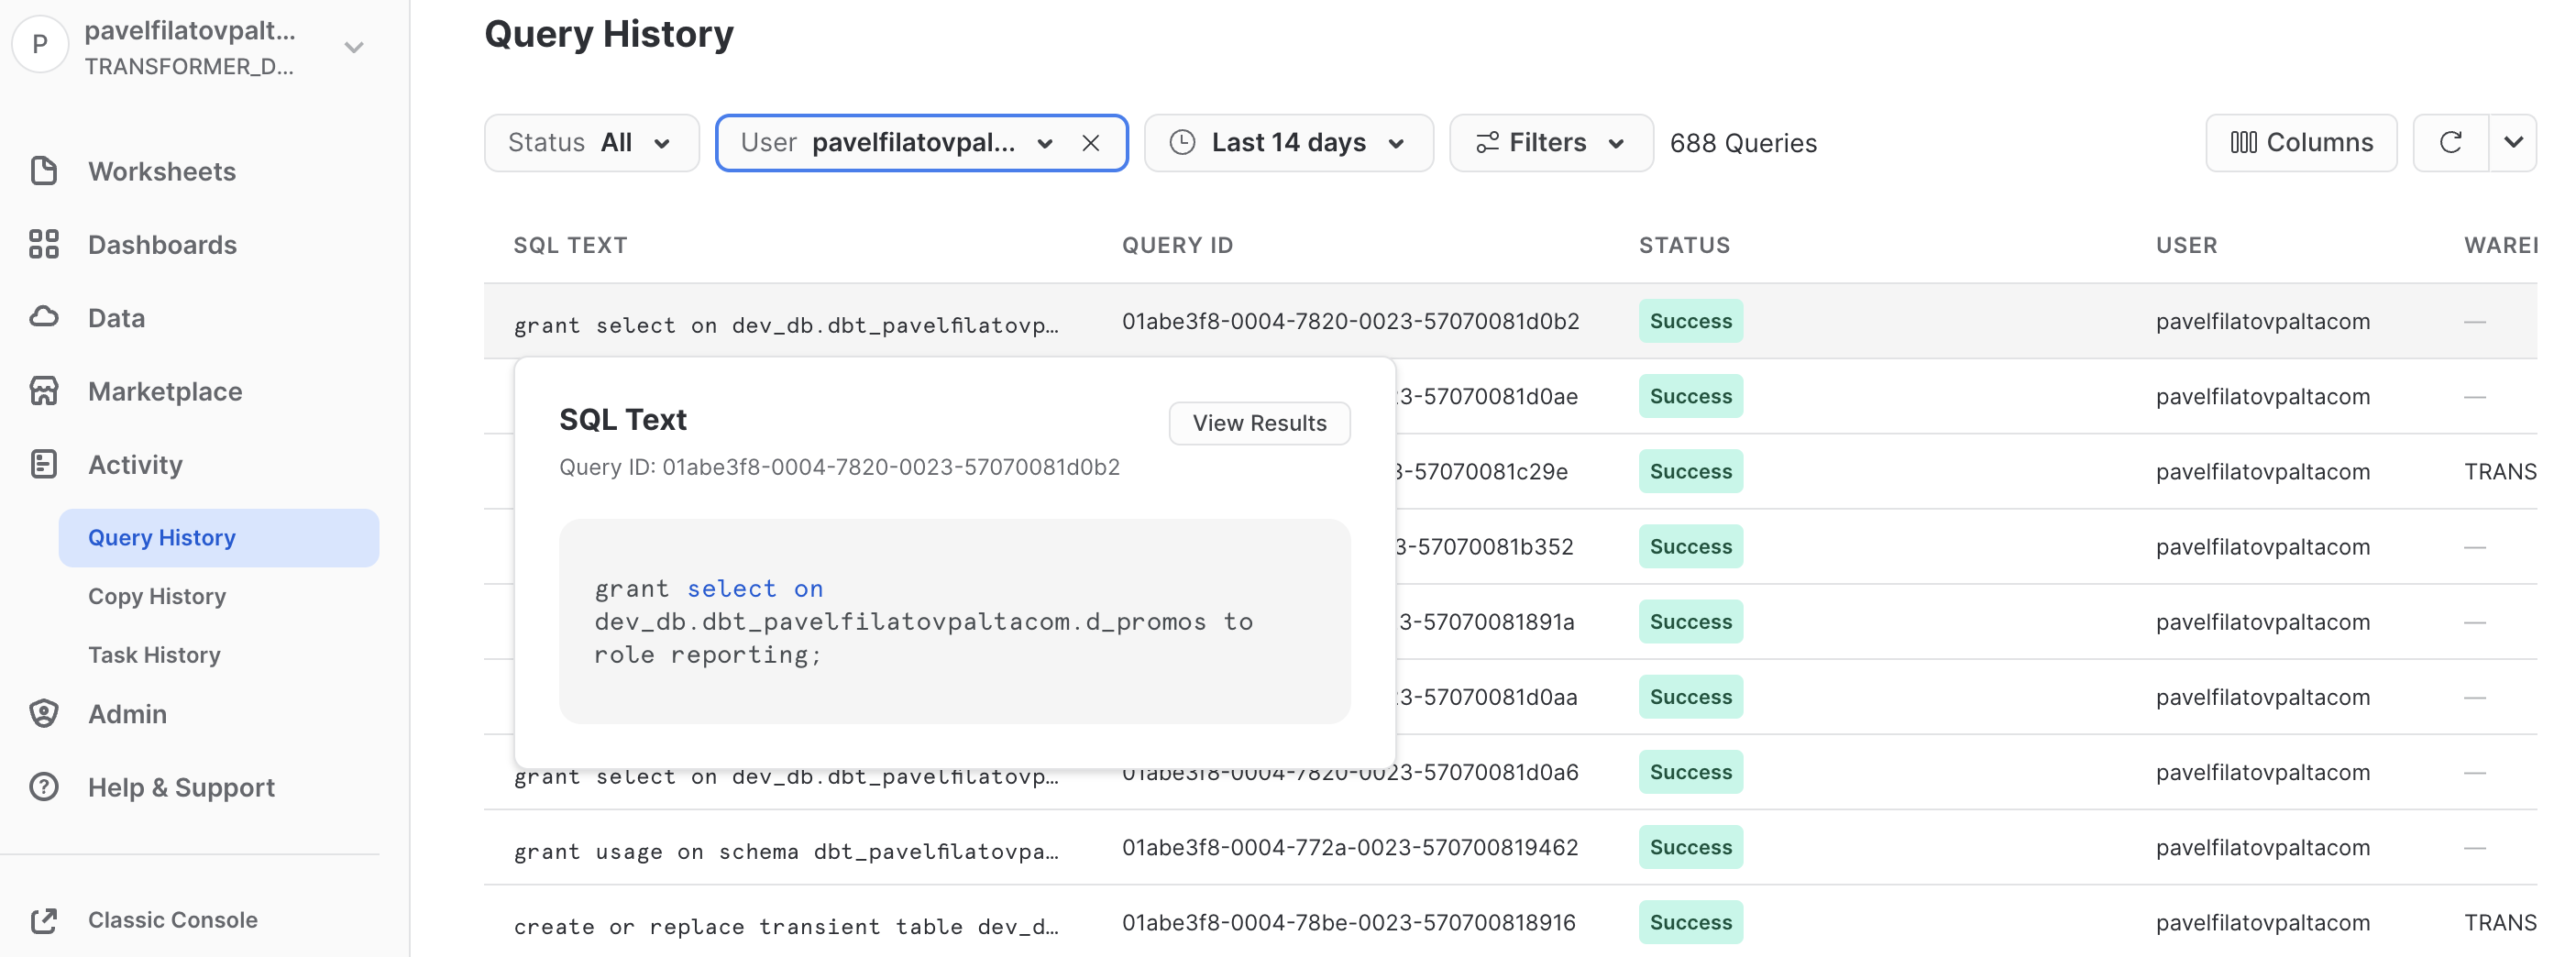 P
pavelfilatovpalt...
TRANSFORMER_D...
Worksheets
Dashboards
Data
Marketplace
Activity
Query History
Copy History
Task History
Admin
Help & Support
Classic Console
Query History
Status All
User pavelfilatovpal...
Last 14 days
Filters
688 Queries
Columns
SQL TEXT QUERY ID STATUS USER WAREH
grant select on dev_db.dbt_pavelfilatovp… 01abe3f8-0004-7820-0023-57070081d0b2 Success pavelfilatovpaltacom —
SQL Text
View Results
Query ID: 01abe3f8-0004-7820-0023-57070081d0b2
grant select on
dev_db.dbt_pavelfilatovpaltacom.d_promos to
role reporting;
3-57070081d0ae Success pavelfilatovpaltacom —
3-57070081c29e Success pavelfilatovpaltacom TRANS
3-57070081b352 Success pavelfilatovpaltacom —
3-57070081891a Success pavelfilatovpaltacom —
3-57070081d0aa Success pavelfilatovpaltacom —
grant select on dev_db.dbt_pavelfilatovp… 01abe3f8-0004-7820-0023-57070081d0a6 Success pavelfilatovpaltacom —
grant usage on schema dbt_pavelfilatovpa… 01abe3f8-0004-772a-0023-570700819462 Success pavelfilatovpaltacom —
create or replace transient table dev_d… 01abe3f8-0004-78be-0023-570700818916 Success pavelfilatovpaltacom TRANS